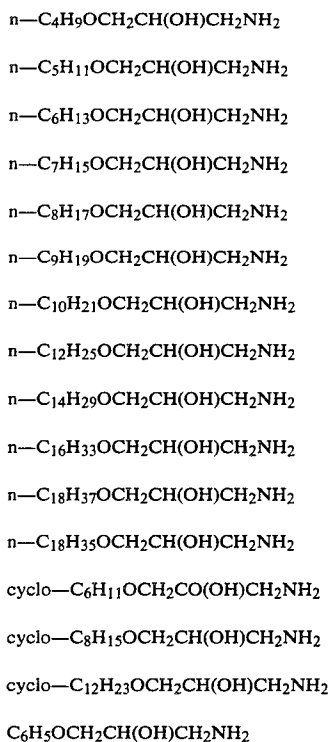 n—C4H9OCH2CH(OH)CH2NH2
n—C5H11OCH2CH(OH)CH2NH2
n—C6H13OCH2CH(OH)CH2NH2
n—C7H15OCH2CH(OH)CH2NH2
n—C8H17OCH2CH(OH)CH2NH2
n—C9H19OCH2CH(OH)CH2NH2
n—C10H21OCH2CH(OH)CH2NH2
n—C12H25OCH2CH(OH)CH2NH2
n—C14H29OCH2CH(OH)CH2NH2
n—C16H33OCH2CH(OH)CH2NH2
n—C18H37OCH2CH(OH)CH2NH2
n—C18H35OCH2CH(OH)CH2NH2
cyclo—C6H11OCH2CO(OH)CH2NH2
cyclo—C8H15OCH2CH(OH)CH2NH2
cyclo—C12H23OCH2CH(OH)CH2NH2
C6H5OCH2CH(OH)CH2NH2